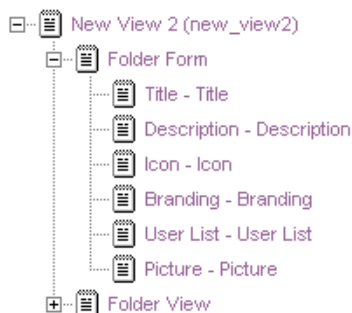 New View 2 (new_view2)
Folder Form
Title - Title
Description - Description
Icon - Icon
Branding - Branding
User List - User List
Picture - Picture
Folder View